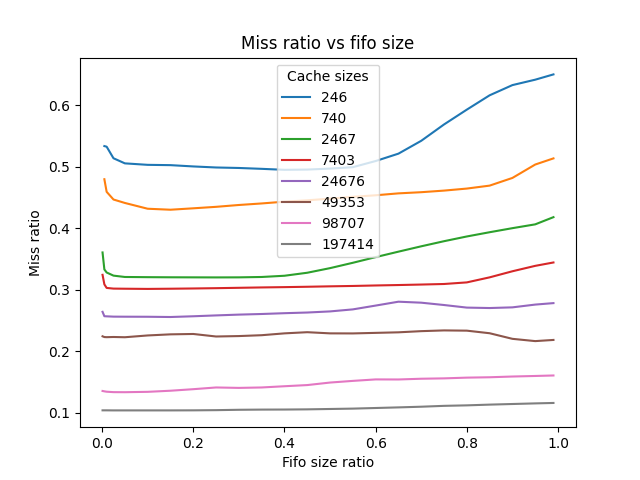 Miss ratio vs fifo size
Cache sizes
246
740
2467
7403
24676
49353
98707
197414
Miss ratio
0.6
0.5
0.4
0.3
0.2
0.1
0.0 0.2 0.4 0.6 0.8 1.0
Fifo size ratio